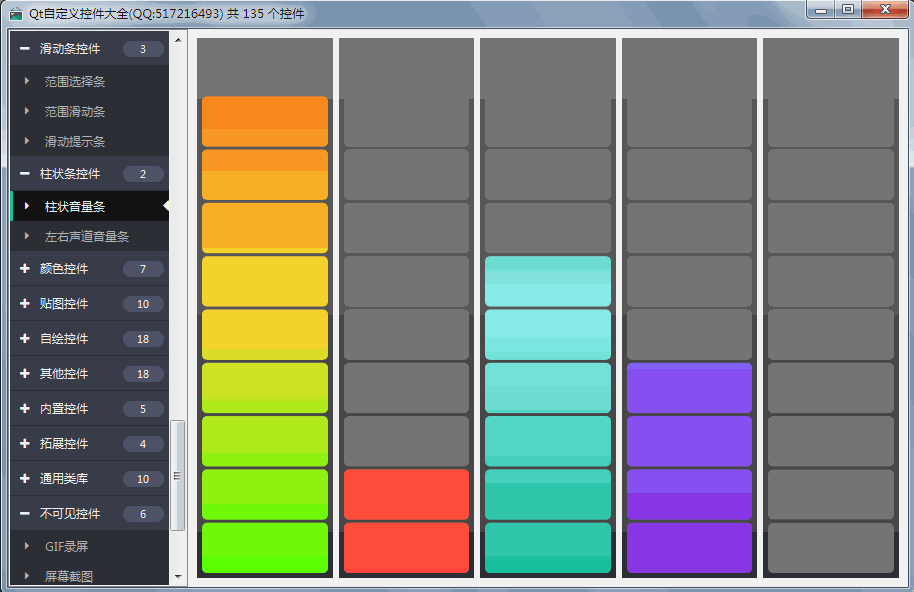 Qt自定义控件大全(QQ:517216493) 共 135 个控件
滑动条控件 3
范围选择条
范围滑动条
滑动提示条
柱状条控件 2
柱状音量条
左右声道音量条
颜色控件 7
贴图控件 10
自绘控件 18
其他控件 18
内置控件 5
拓展控件 4
通用类库 10
不可见控件 6
GIF录屏
屏幕截图